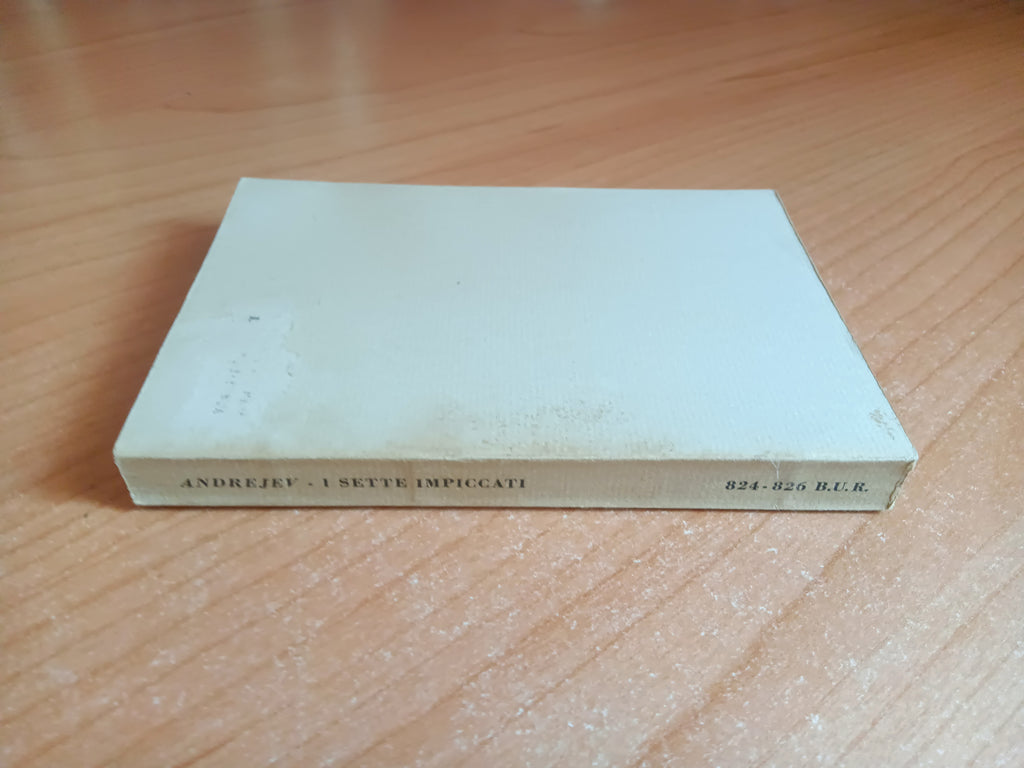 ANDREJEV - I SETTE IMPICCATI 824-826 B.U.R.